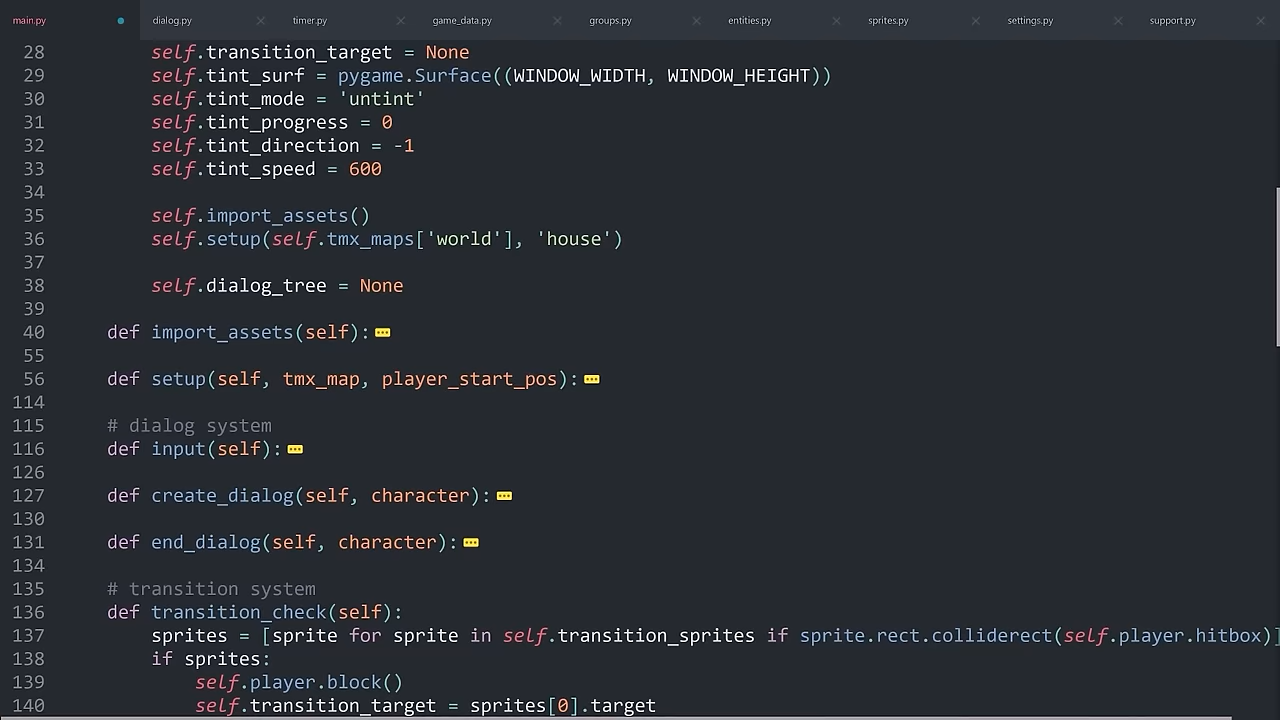 main.py dialog.py timer.py game_data.py groups.py entities.py sprites.py settings.py support.py
28 self.transition_target = None
29 self.tint_surf = pygame.Surface((WINDOW_WIDTH, WINDOW_HEIGHT))
30 self.tint_mode = 'untint'
31 self.tint_progress = 0
32 self.tint_direction = -1
33 self.tint_speed = 600
34
35 self.import_assets()
36 self.setup(self.tmx_maps['world'], 'house')
37
38 self.dialog_tree = None
39
40 def import_assets(self):
55
56 def setup(self, tmx_map, player_start_pos):
114
115 # dialog system
116 def input(self):
126
127 def create_dialog(self, character):
130
131 def end_dialog(self, character):
134
135 # transition system
136 def transition_check(self):
137 sprites = [sprite for sprite in self.transition_sprites if sprite.rect.colliderect(self.player.hitbox)]
138 if sprites:
139 self.player.block()
140 self.transition_target = sprites[0].target